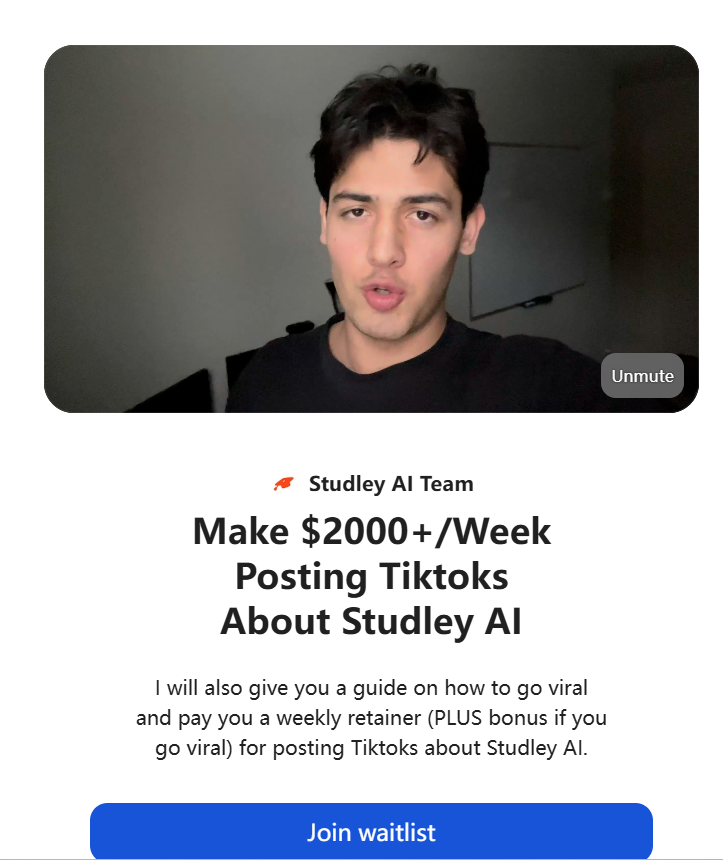 Unmute
Studley AI Team
Make $2000+/Week
Posting Tiktoks
About Studley AI
I will also give you a guide on how to go viral
and pay you a weekly retainer (PLUS bonus if you
go viral) for posting Tiktoks about Studley AI.
Join waitlist